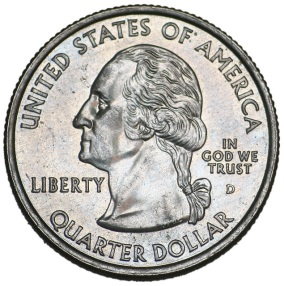 UNITED STATES OF AMERICA
LIBERTY
IN
GOD WE
TRUST
D
QUARTER DOLLAR